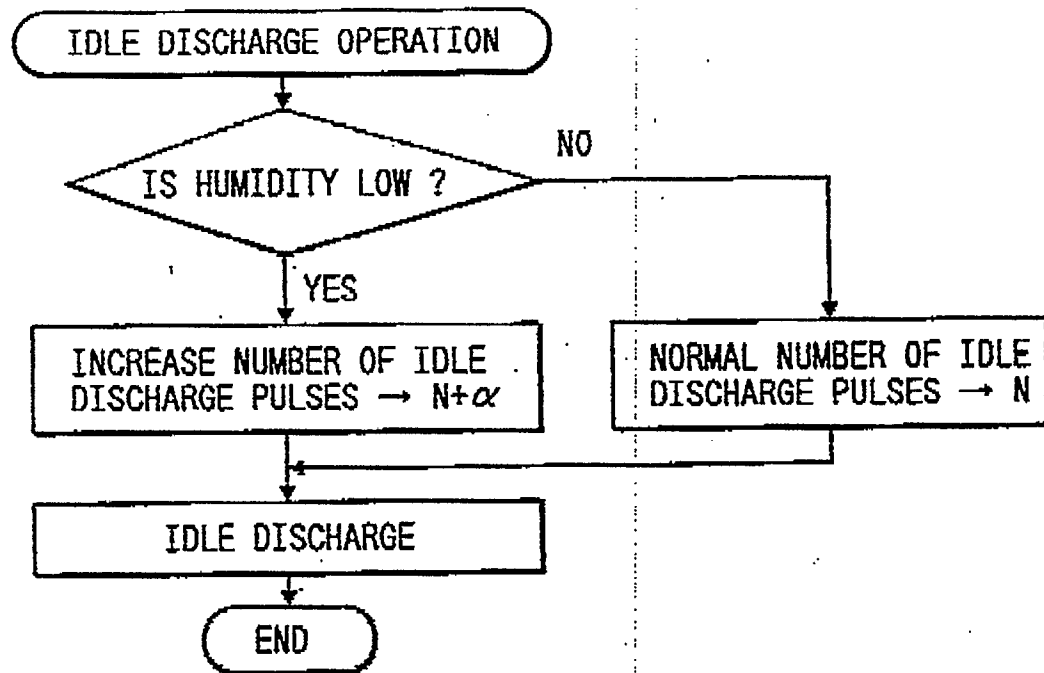 IDLE DISCHARGE OPERATION
IS HUMIDITY LOW ?
NO
YES
INCREASE NUMBER OF IDLE
DISCHARGE PULSES → N+α
NORMAL NUMBER OF IDLE
DISCHARGE PULSES → N
IDLE DISCHARGE
END